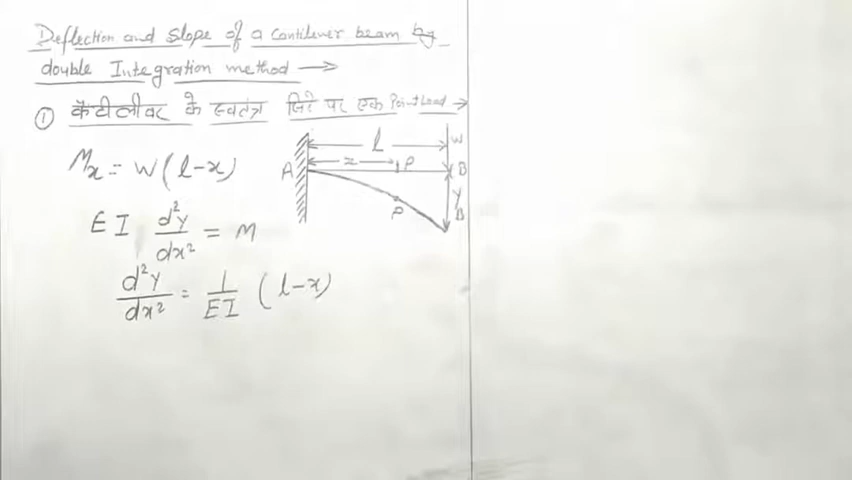 Deflection and Slope of a Cantilever beam by
double Integration method →
① केंटीलीवर के स्वतंत्र सिरे पर एक Point Load →
l
W
x
P
A
B
Mx = W(l-x)
P
Y
B
EI d²y/dx² = M
d²y/dx² = 1/EI (l-x)